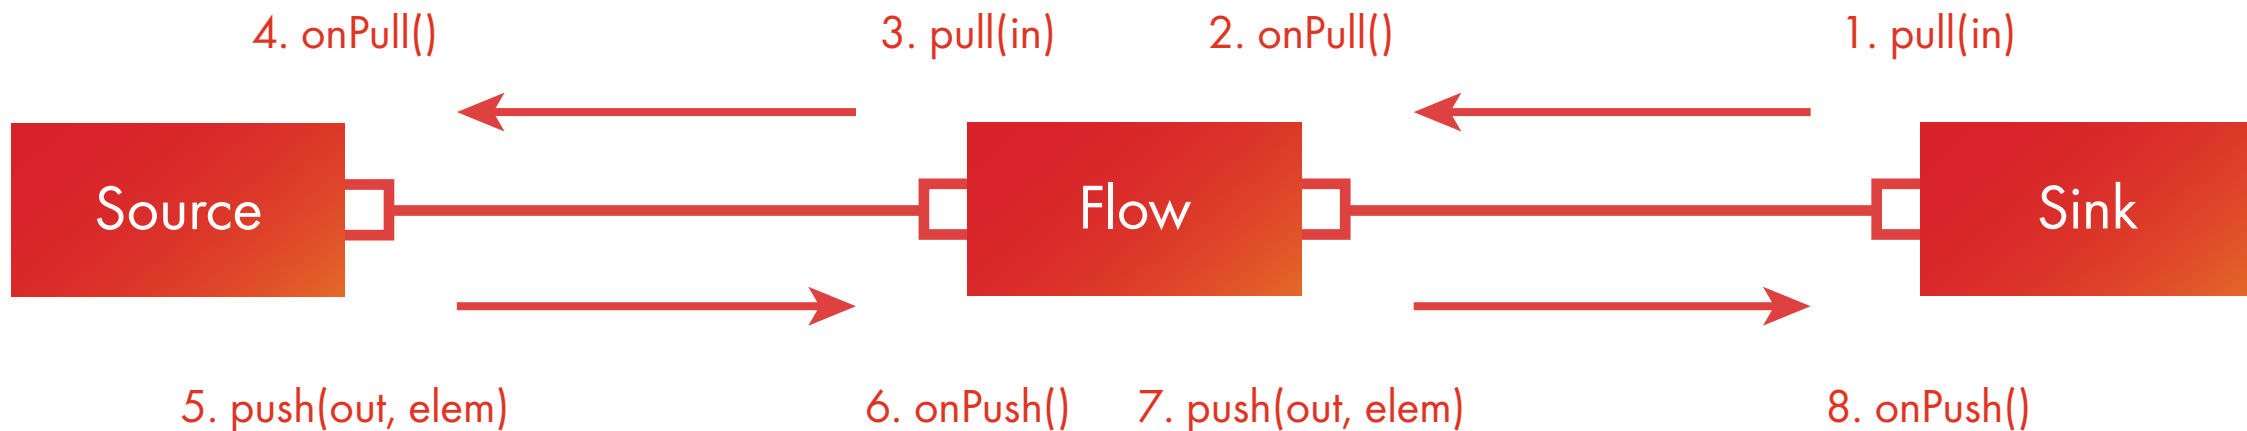 4. onPull()
3. pull(in)
2. onPull()
1. pull(in)
Source
Flow
Sink
5. push(out, elem)
6. onPush()
7. push(out, elem)
8. onPush()